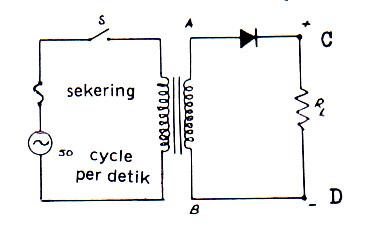 S
A
+
C
sekering
R
L
50 cycle
per detik
B
-
D